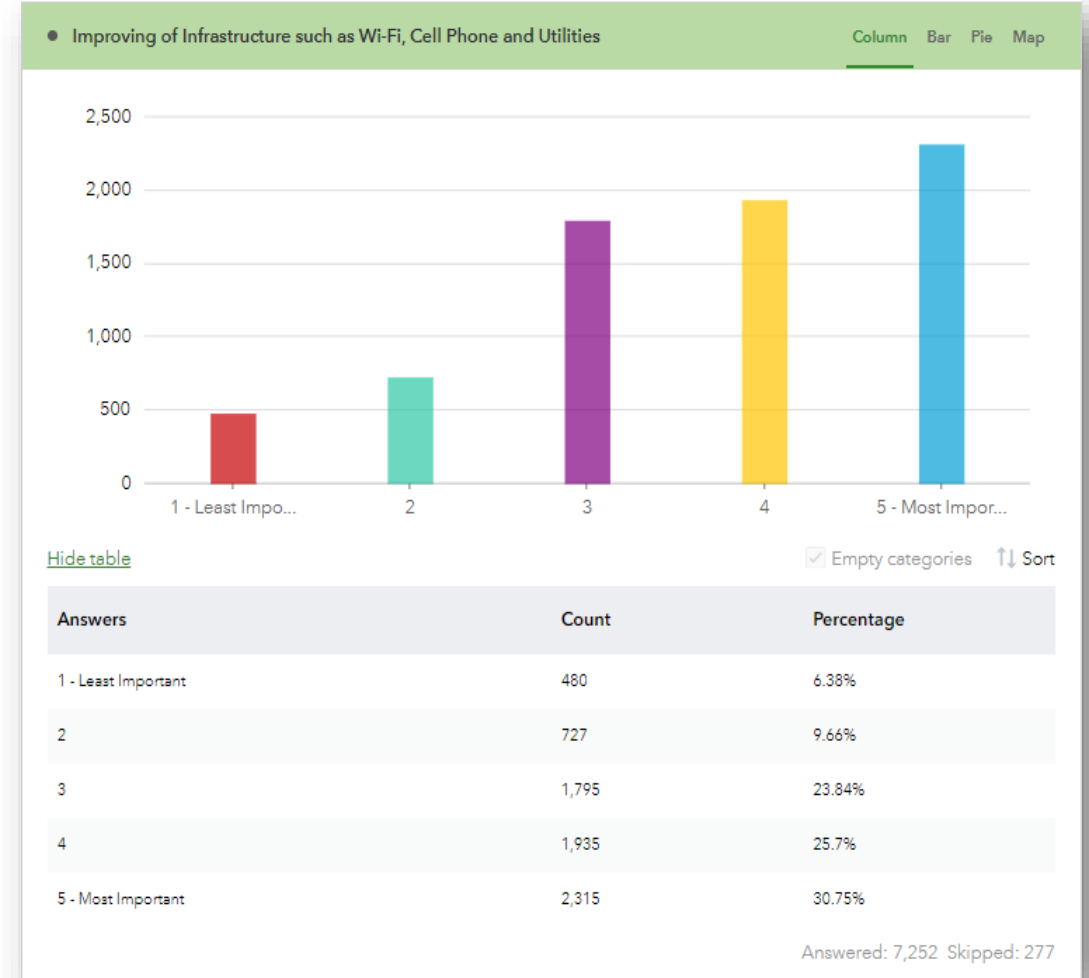 Improving of Infrastructure such as Wi-Fi, Cell Phone and Utilities Column Bar Pie Map
2,500
2,000
1,500
1,000
500
0
1 - Least Impo... 2 3 4 5 - Most Impor...
Hide table Empty categories Sort
Answers Count Percentage
1 - Least Important 480 6.38%
2 727 9.66%
3 1,795 23.84%
4 1,935 25.7%
5 - Most Important 2,315 30.75%
Answered: 7,252 Skipped: 277